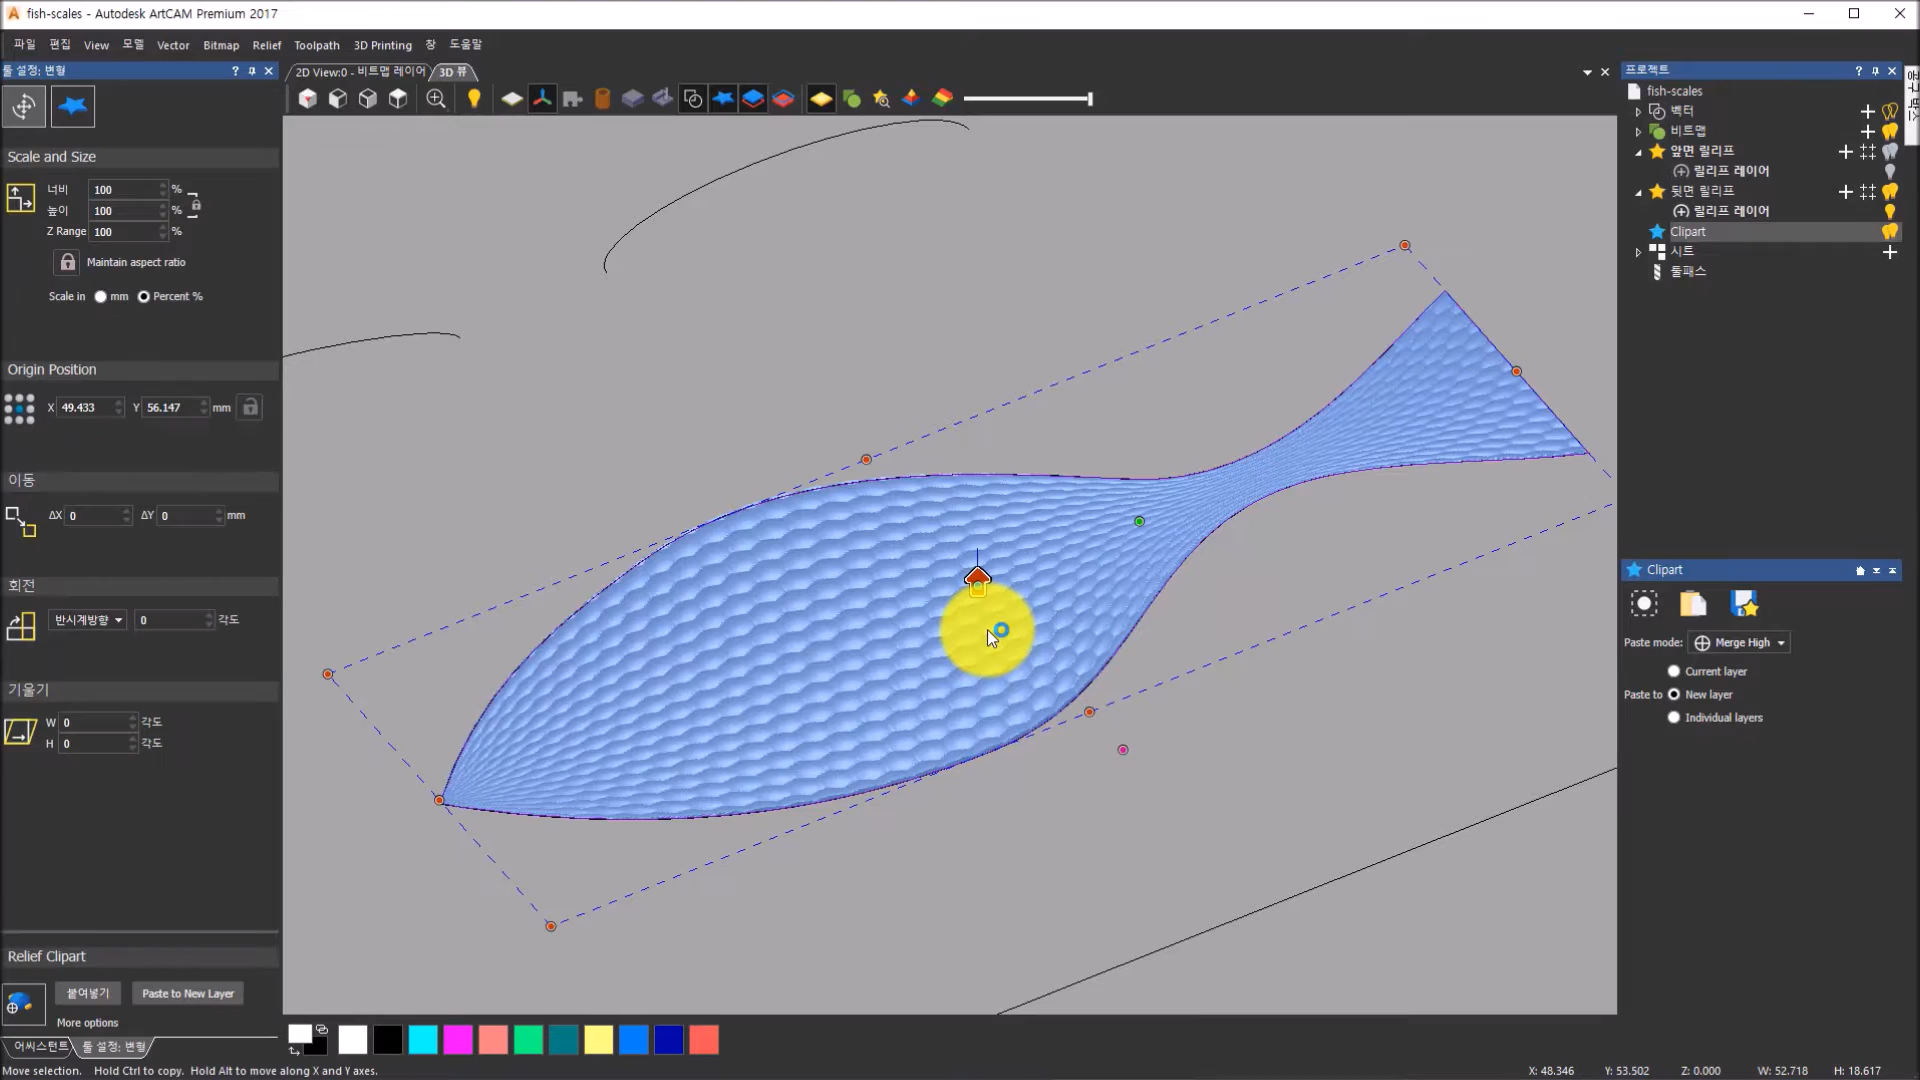 fish-scales - Autodesk ArtCAM Premium 2017
파일 편집 View 모델 Vector Bitmap Relief Toolpath 3D Printing 창 도움말
툴 설정: 변형 ?
2D View:0 - 비트맵 레이어 3D 뷰
프로젝트 ?
Scale and Size
너비 100 %
높이 100 %
Z Range 100 %
Maintain aspect ratio
Scale in mm Percent %
Origin Position
X 49.433 Y 56.147 mm
이동
ΔX 0 ΔY 0 mm
회전
반시계방향 0 각도
기울기
W 0 각도
H 0 각도
Relief Clipart
붙여넣기 Paste to New Layer
More options
어씨스턴트 툴 설정: 변형
fish-scales
벡터
비트맵
앞면 릴리프
릴리프 레이어
뒷면 릴리프
릴리프 레이어
Clipart
시트
툴패스
Clipart
Paste mode: Merge High
Current layer
Paste to New layer
Individual layers
Move selection. Hold Ctrl to copy. Hold Alt to move along X and Y axes.
X: 48.346 Y: 53.502 Z: 0.000 W: 52.718 H: 18.617